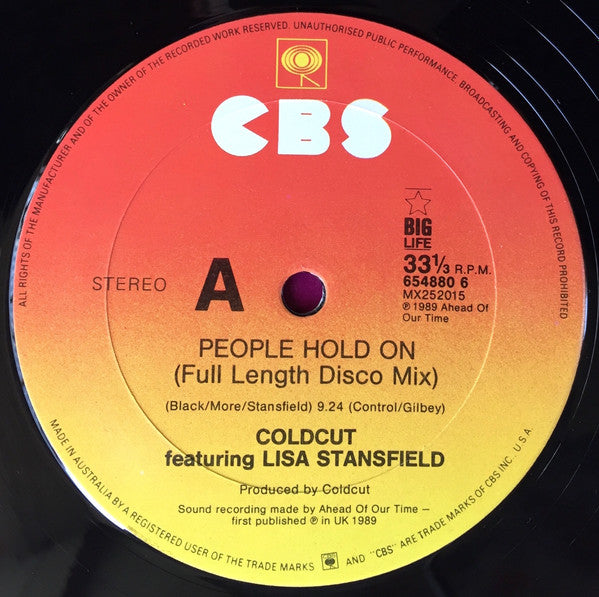 ALL RIGHTS OF THE MANUFACTURER AND OF THE OWNER OF THE RECORDED WORK RESERVED. UNAUTHORISED PUBLIC PERFORMANCE, BROADCASTING AND COPYING OF THIS RECORD PROHIBITED
CBS
BIG
LIFE
STEREO
A
33⅓ R.P.M.
654880 6
MX252015
℗ 1989 Ahead Of
Our Time
PEOPLE HOLD ON
(Full Length Disco Mix)
(Black/More/Stansfield) 9.24 (Control/Gilbey)
COLDCUT
featuring LISA STANSFIELD
Produced by Coldcut
Sound recording made by Ahead Of Our Time –
first published ℗ in UK 1989
MADE IN AUSTRALIA BY A REGISTERED USER OF THE TRADE MARKS AND "CBS" ARE TRADE MARKS OF CBS INC., U.S.A.